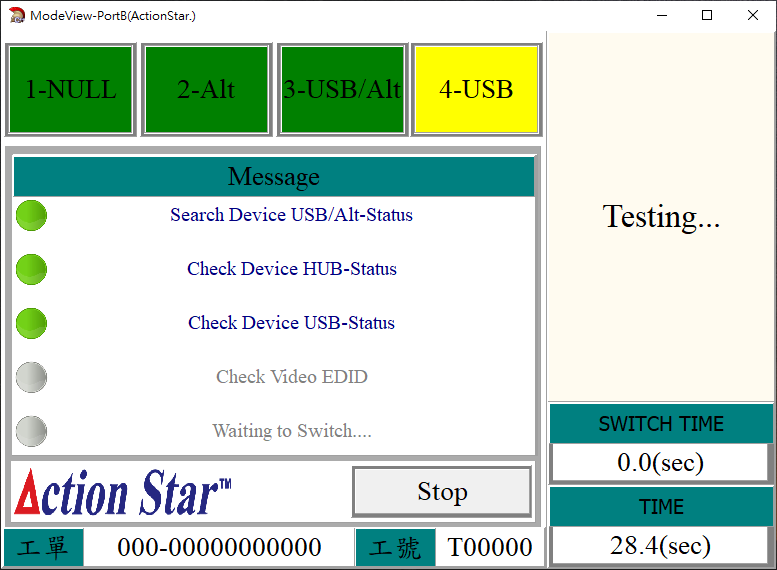 ModeView-PortB(ActionStar.)
1-NULL 2-Alt 3-USB/Alt 4-USB
Message
Search Device USB/Alt-Status
Check Device HUB-Status
Check Device USB-Status
Check Video EDID
Waiting to Switch....
Testing...
SWITCH TIME
0.0(sec)
Action Star™
Stop
TIME
工單 000-00000000000 工號 T00000
28.4(sec)